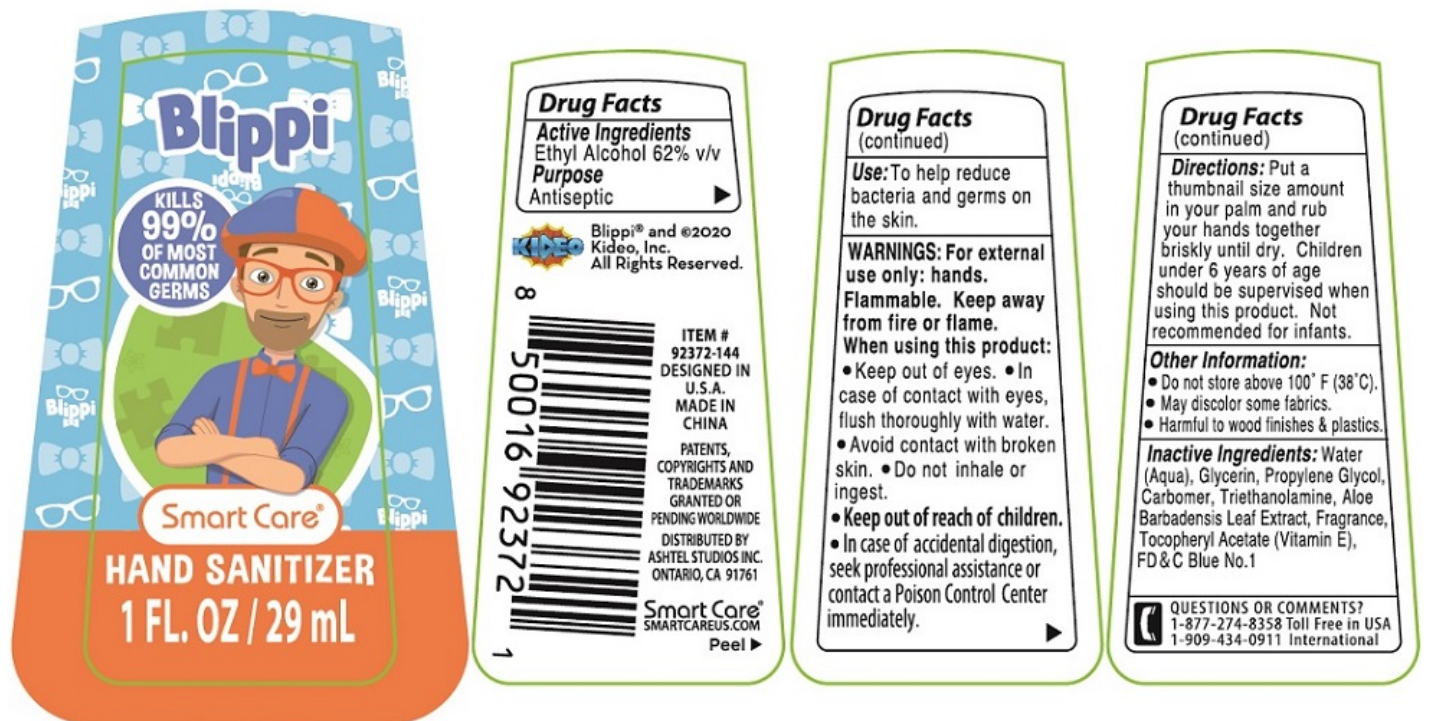 Blippi
KILLS
99%
OF MOST
COMMON
GERMS
Smart Care®
HAND SANITIZER
1 FL. OZ / 29 mL
Blippi
Blippi
Blippi
Blippi
Blippi
Blippi
Drug Facts
Active Ingredients
Ethyl Alcohol 62% v/v
Purpose
Antiseptic
KIDEO
Blippi® and ©2020
Kideo, Inc.
All Rights Reserved.
8 50016 92372 1
ITEM #
92372-144
DESIGNED IN
U.S.A.
MADE IN
CHINA
PATENTS,
COPYRIGHTS AND
TRADEMARKS
GRANTED OR
PENDING WORLDWIDE
DISTRIBUTED BY
ASHTEL STUDIOS INC.
ONTARIO, CA 91761
Smart Care®
SMARTCAREUS.COM
Peel ▶
Drug Facts
(continued)
Use: To help reduce
bacteria and germs on
the skin.
WARNINGS: For external
use only: hands.
Flammable. Keep away
from fire or flame.
When using this product:
• Keep out of eyes. • In
case of contact with eyes,
flush thoroughly with water.
• Avoid contact with broken
skin. • Do not inhale or
ingest.
• Keep out of reach of children.
• In case of accidental digestion,
seek professional assistance or
contact a Poison Control Center
immediately.
Drug Facts
(continued)
Directions: Put a
thumbnail size amount
in your palm and rub
your hands together
briskly until dry. Children
under 6 years of age
should be supervised when
using this product. Not
recommended for infants.
Other Information:
• Do not store above 100˚ F (38˚C).
• May discolor some fabrics.
• Harmful to wood finishes & plastics.
Inactive Ingredients: Water
(Aqua), Glycerin, Propylene Glycol,
Carbomer, Triethanolamine, Aloe
Barbadensis Leaf Extract, Fragrance,
Tocopheryl Acetate (Vitamin E),
FD&C Blue No.1
QUESTIONS OR COMMENTS?
1-877-274-8358 Toll Free in USA
1-909-434-0911 International